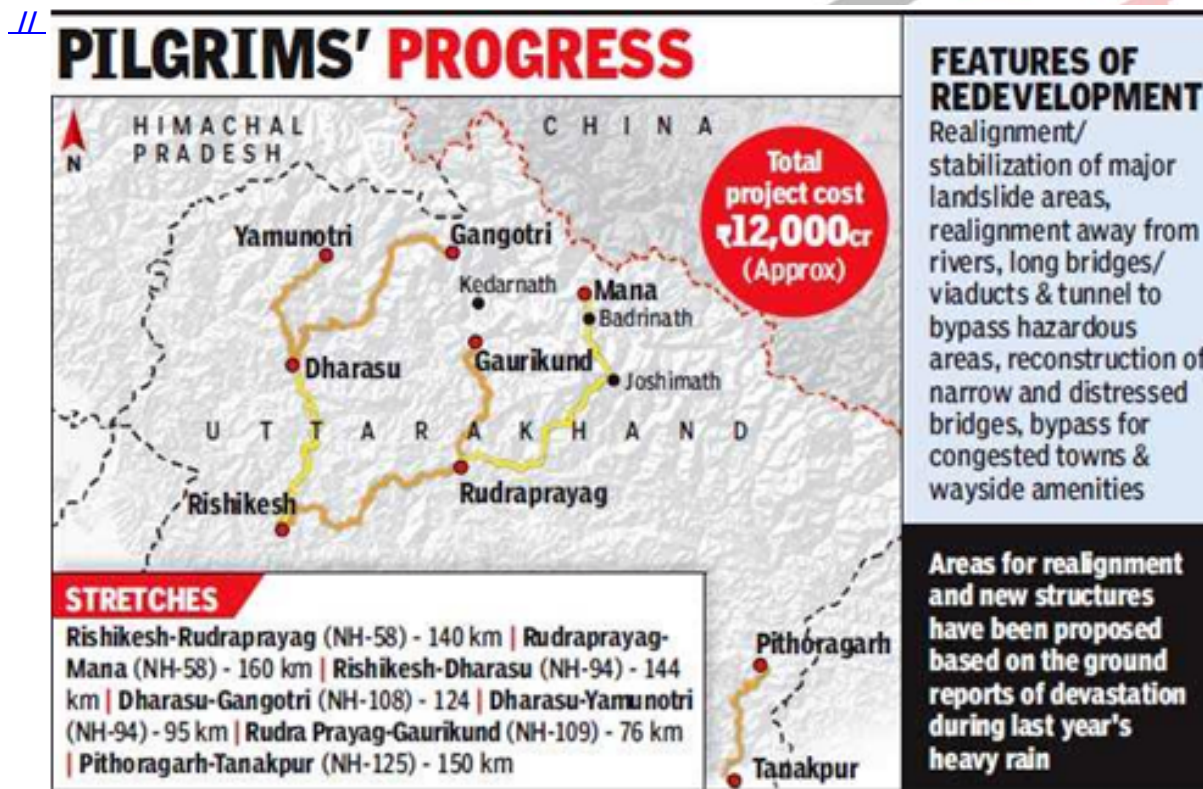 //
PILGRIMS' PROGRESS
N
HIMACHAL
PRADESH
CHINA
Total
project cost
₹12,000cr
(Approx)
Yamunotri
Gangotri
Kedarnath
Mana
Badrinath
Dharasu
Gaurikund
Joshimath
UTTARAKHAND
Rishikesh
Rudraprayag
Pithoragarh
Tanakpur
STRETCHES
Rishikesh-Rudraprayag (NH-58) - 140 km | Rudraprayag-
Mana (NH-58) - 160 km | Rishikesh-Dharasu (NH-94) - 144
km | Dharasu-Gangotri (NH-108) - 124 | Dharasu-Yamunotri
(NH-94) - 95 km | Rudra Prayag-Gaurikund (NH-109) - 76 km
| Pithoragarh-Tanakpur (NH-125) - 150 km
FEATURES OF
REDEVELOPMENT
Realignment/
stabilization of major
landslide areas,
realignment away from
rivers, long bridges/
viaducts & tunnel to
bypass hazardous
areas, reconstruction of
narrow and distressed
bridges, bypass for
congested towns &
wayside amenities
Areas for realignment
and new structures
have been proposed
based on the ground
reports of devastation
during last year's
heavy rain